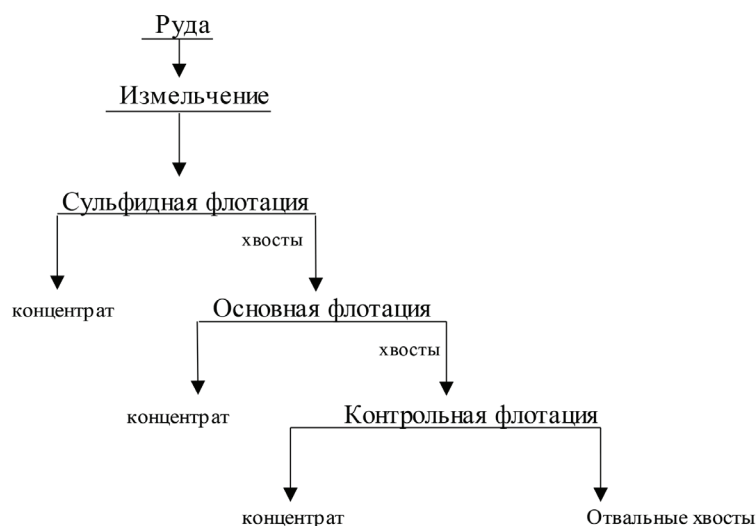 Руда
Измельчение
Сульфидная флотация
хвосты
концентрат
Основная флотация
хвосты
концентрат
Контрольная флотация
концентрат
Отвальные хвосты